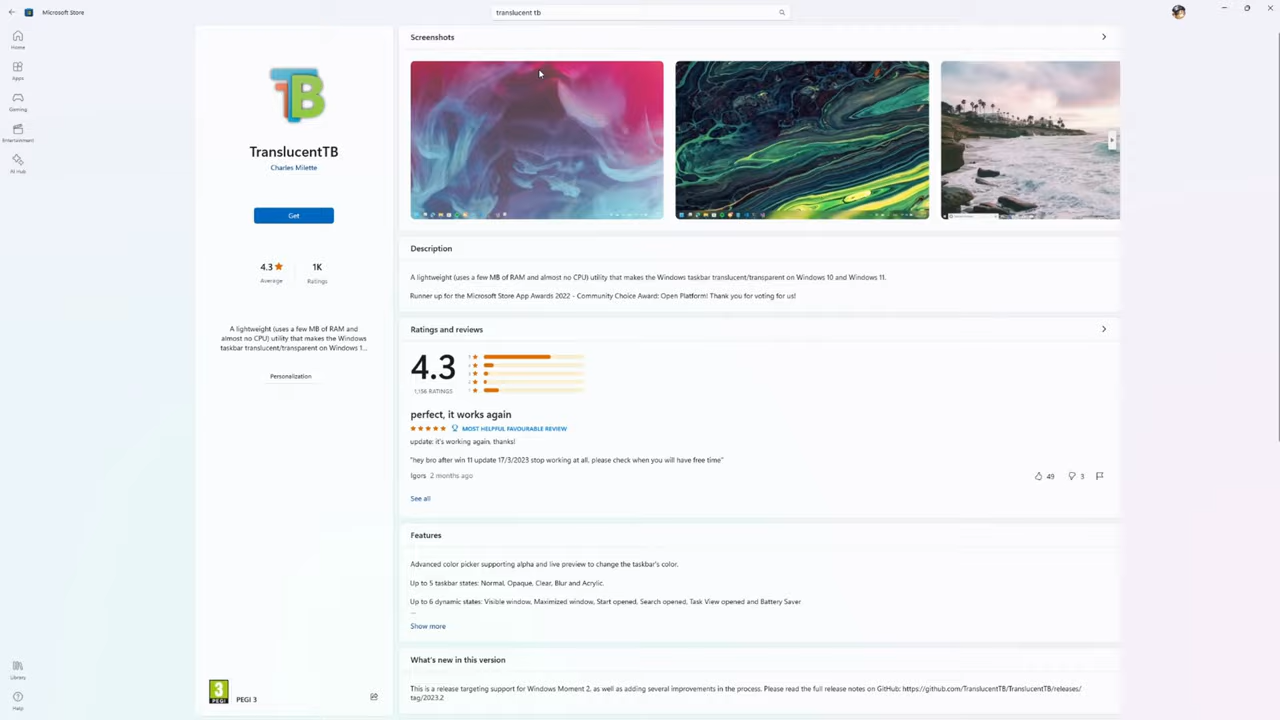 Microsoft Store
translucent tb
Home
Apps
Gaming
Entertainment
AI Hub
Library
Help
TB
TranslucentTB
Charles Milette
Get
4.3
Average
1K
Ratings
A lightweight (uses a few MB of RAM and
almost no CPU) utility that makes the Windows
taskbar translucent/transparent on Windows 1...
Personalization
3
PEGI
PEGI 3
Screenshots
Description
A lightweight (uses a few MB of RAM and almost no CPU) utility that makes the Windows taskbar translucent/transparent on Windows 10 and Windows 11.
Runner up for the Microsoft Store App Awards 2022 - Community Choice Award: Open Platform! Thank you for voting for us!
Ratings and reviews
4.3
1,156 RATINGS
perfect, it works again
MOST HELPFUL FAVOURABLE REVIEW
update: it's working again, thanks!
"hey bro after win 11 update 17/3/2023 stop working at all, please check when you will have free time"
Igors 2 months ago
49
3
See all
Features
Advanced color picker supporting alpha and live preview to change the taskbar's color.
Up to 5 taskbar states: Normal, Opaque, Clear, Blur and Acrylic.
Up to 6 dynamic states: Visible window, Maximized window, Start opened, Search opened, Task View opened and Battery Saver
...
Show more
What's new in this version
This is a release targeting support for Windows Moment 2, as well as adding several improvements in the process. Please read the full release notes on GitHub: https://github.com/TranslucentTB/TranslucentTB/releases/
tag/2023.2